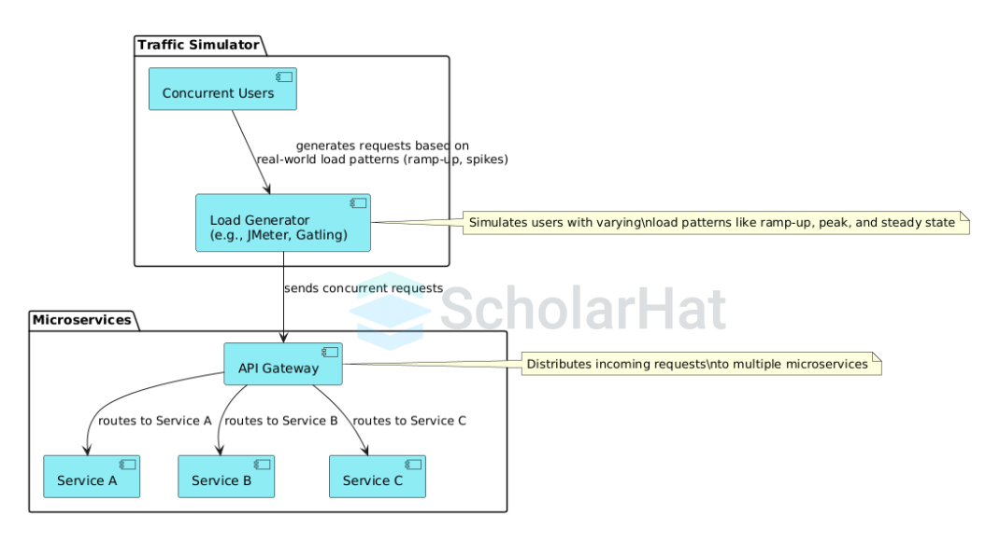 Traffic Simulator
Concurrent Users
generates requests based on
real-world load patterns (ramp-up, spikes)
Load Generator
(e.g., JMeter, Gatling)
Simulates users with varying\nload patterns like ramp-up, peak, and steady state
sends concurrent requests
ScholarHat
Microservices
API Gateway
Distributes incoming requests\nto multiple microservices
routes to Service A
routes to Service B
routes to Service C
Service A
Service B
Service C